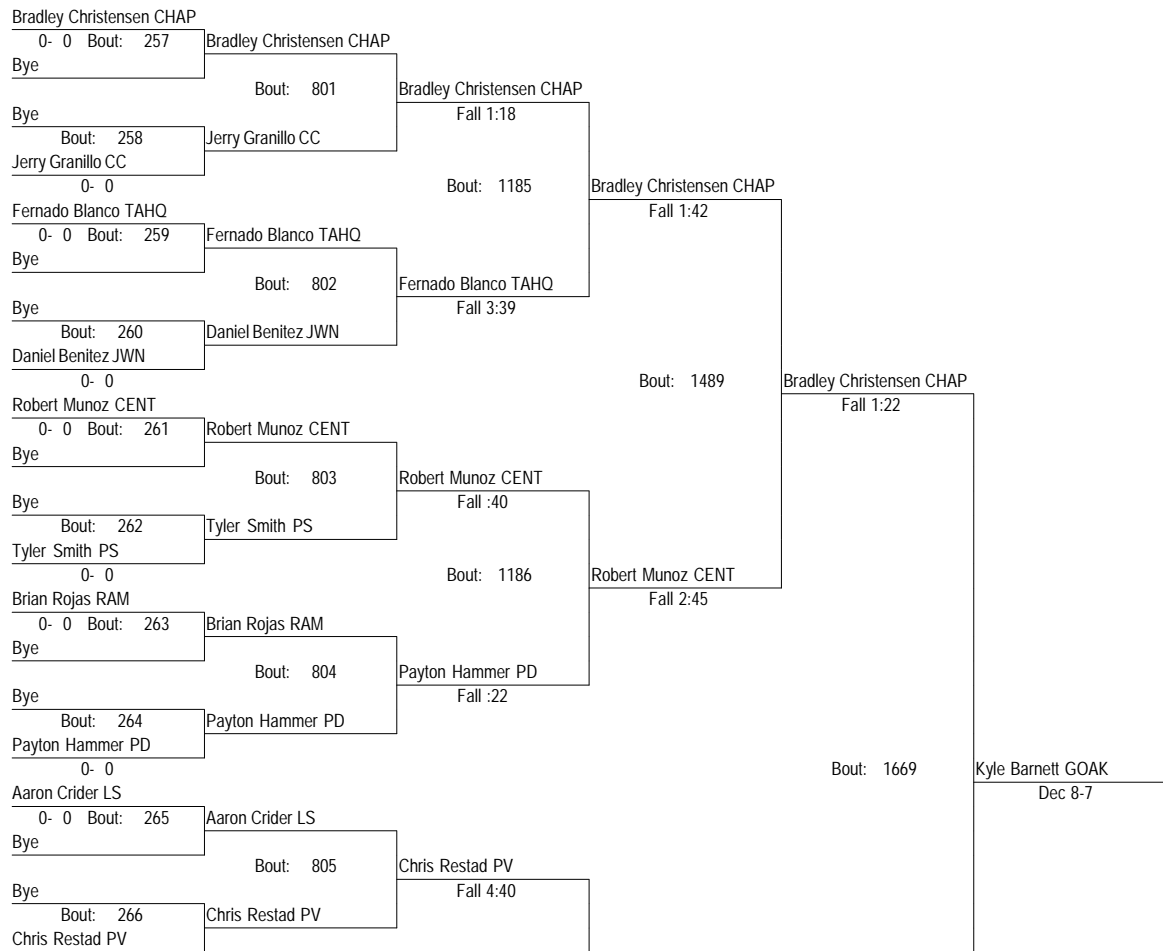 Bradley Christensen CHAP
0- 0 Bout: 257 Bradley Christensen CHAP
Bye
Bout: 801 Bradley Christensen CHAP
Bye Fall 1:18
Bout: 258 Jerry Granillo CC
Jerry Granillo CC
0- 0 Bout: 1185 Bradley Christensen CHAP
Fernado Blanco TAHQ Fall 1:42
0- 0 Bout: 259 Fernado Blanco TAHQ
Bye
Bout: 802 Fernado Blanco TAHQ
Bye Fall 3:39
Bout: 260 Daniel Benitez JWN
Daniel Benitez JWN
0- 0 Bout: 1489 Bradley Christensen CHAP
Robert Munoz CENT Fall 1:22
0- 0 Bout: 261 Robert Munoz CENT
Bye
Bout: 803 Robert Munoz CENT
Bye Fall :40
Bout: 262 Tyler Smith PS
Tyler Smith PS
0- 0 Bout: 1186 Robert Munoz CENT
Brian Rojas RAM Fall 2:45
0- 0 Bout: 263 Brian Rojas RAM
Bye
Bout: 804 Payton Hammer PD
Bye Fall :22
Bout: 264 Payton Hammer PD
Payton Hammer PD
0- 0 Bout: 1669 Kyle Barnett GOAK
Aaron Crider LS Dec 8-7
0- 0 Bout: 265 Aaron Crider LS
Bye
Bout: 805 Chris Restad PV
Bye Fall 4:40
Bout: 266 Chris Restad PV
Chris Restad PV